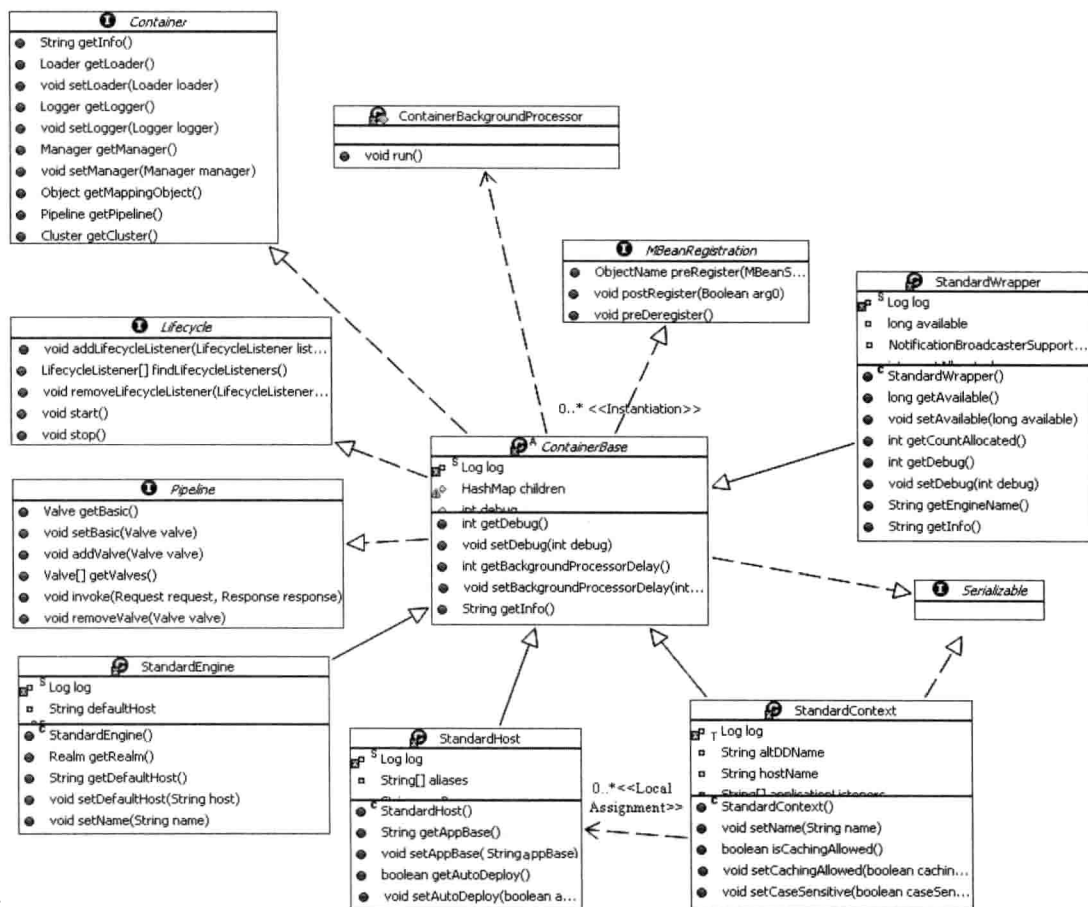 Container
String getInfo()
Loader getLoader()
void setLoader(Loader loader)
Logger getLogger()
void setLogger(Logger logger)
Manager getManager()
void setManager(Manager manager)
Object getMappingObject()
Pipeline getPipeline()
Cluster getCluster()
ContainerBackgroundProcessor
void run()
MBeanRegistration
ObjectName preRegister(MBeanS...
void postRegister(Boolean arg0)
void preDeregister()
StandardWrapper
S Log log
long available
NotificationBroadcasterSupport...
C StandardWrapper()
long getAvailable()
void setAvailable(long available)
int getCountAllocated()
int getDebug()
void setDebug(int debug)
String getEngineName()
String getInfo()
Lifecycle
void addLifecycleListener(LifecycleListener list...
LifecycleListener[] findLifecycleListeners()
void removeLifecycleListener(LifecycleListener...
void start()
void stop()
0..* <<Instantiation>>
A ContainerBase
S Log log
HashMap children
int debug
int getDebug()
void setDebug(int debug)
int getBackgroundProcessorDelay()
void setBackgroundProcessorDelay(int...
String getInfo()
Pipeline
Valve getBasic()
void setBasic(Valve valve)
void addValve(Valve valve)
Valve[] getValves()
void invoke(Request request, Response response)
void removeValve(Valve valve)
Serializable
StandardEngine
S Log log
String defaultHost
C StandardEngine()
Realm getRealm()
String getDefaultHost()
void setDefaultHost(String host)
void setName(String name)
StandardHost
S Log log
String[] aliases
C StandardHost()
String getAppBase()
void setAppBase( String appBase)
boolean getAutoDeploy()
void setAutoDeploy(boolean a...
0..*<<Local
Assignment>>
StandardContext
T Log log
String altDDName
String hostName
String[] applicationListeners
C StandardContext()
void setName(String name)
boolean isCachingAllowed()
void setCachingAllowed(boolean cachin...
void setCaseSensitive(boolean caseSen...